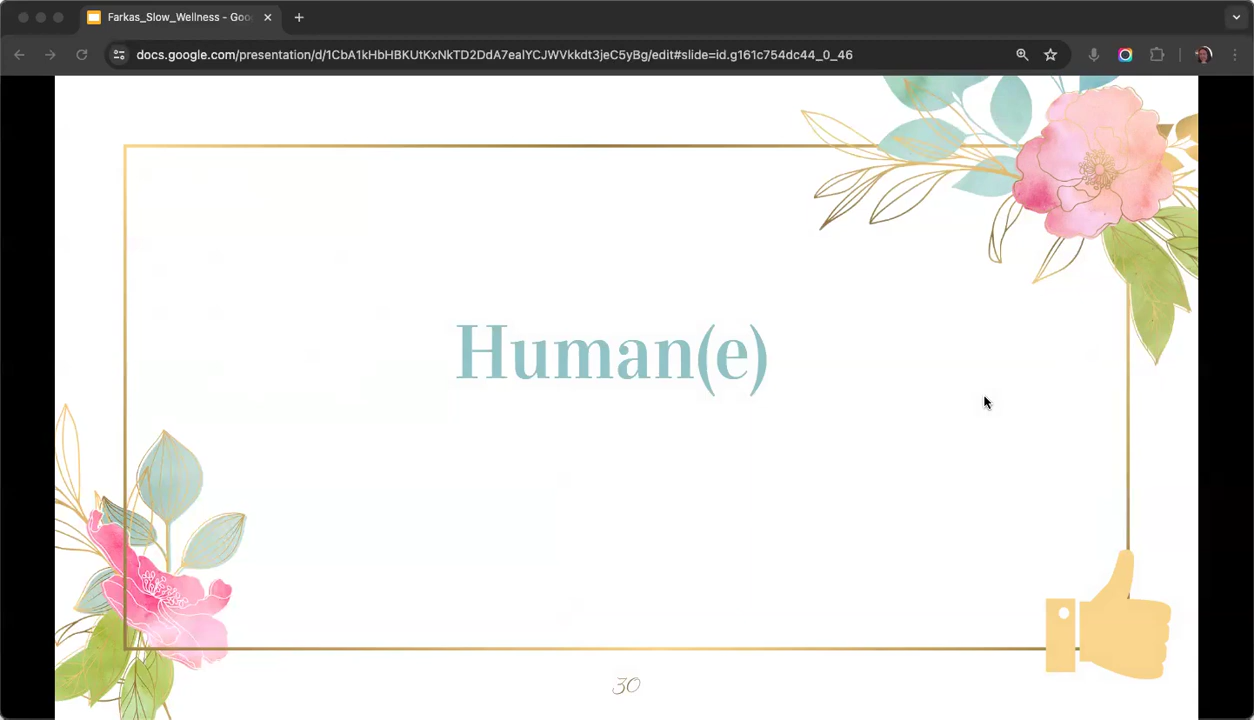 Farkas_Slow_Wellness - Goo
docs.google.com/presentation/d/1CbA1kHbHBKUtKxNkTD2DdA7ealYCJWVkkdt3jeC5yBg/edit#slide=id.g161c754dc44_0_46
Human(e)
30